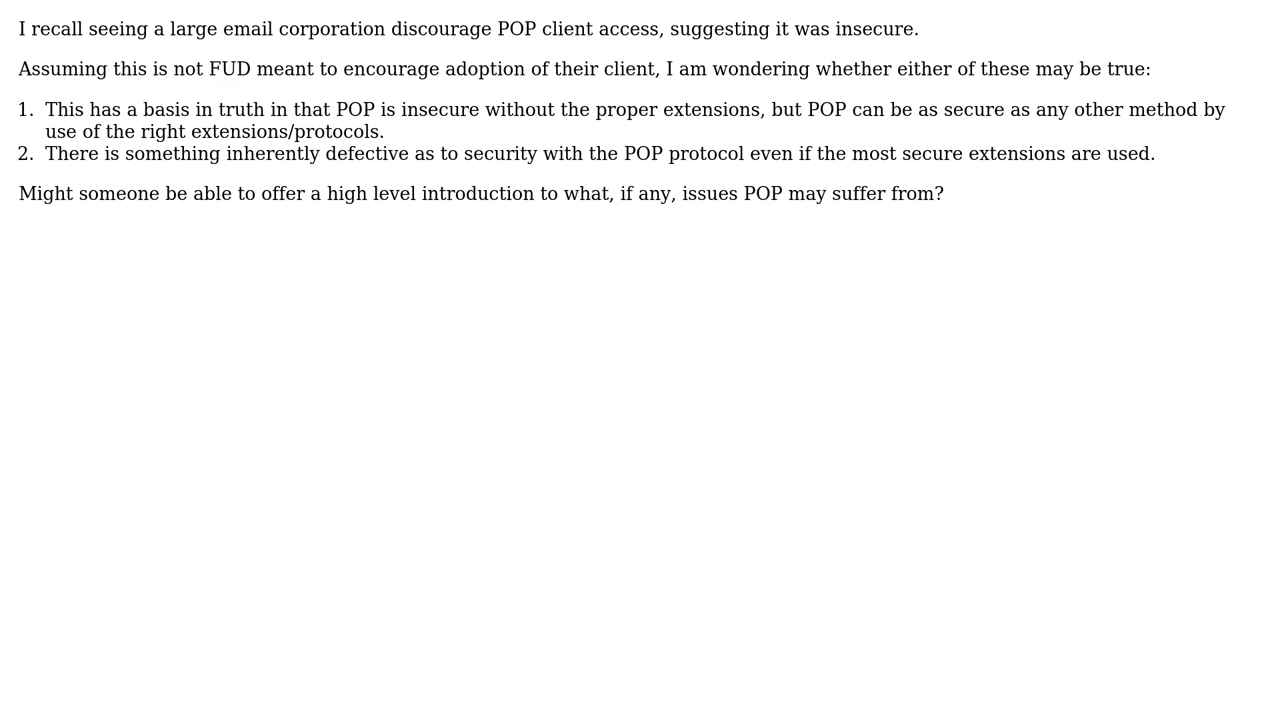 I recall seeing a large email corporation discourage POP client access, suggesting it was insecure.
Assuming this is not FUD meant to encourage adoption of their client, I am wondering whether either of these may be true:
1. This has a basis in truth in that POP is insecure without the proper extensions, but POP can be as secure as any other method by
use of the right extensions/protocols.
2. There is something inherently defective as to security with the POP protocol even if the most secure extensions are used.
Might someone be able to offer a high level introduction to what, if any, issues POP may suffer from?